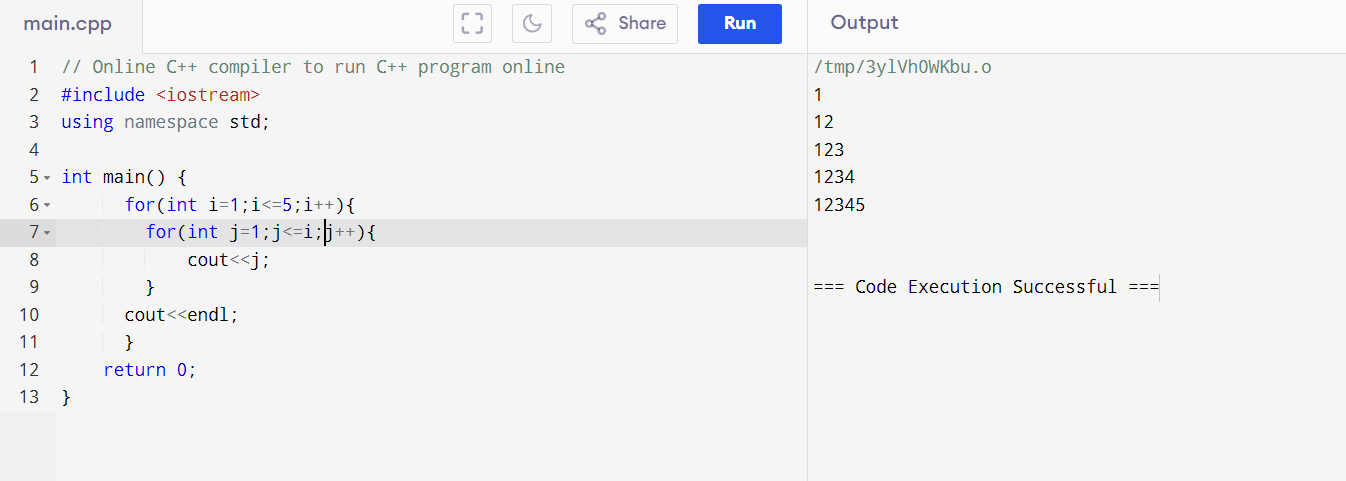 main.cpp
Share
Run
Output
1 // Online C++ compiler to run C++ program online
2 #include <iostream>
3 using namespace std;
4
5 int main() {
6 for(int i=1;i<=5;i++){
7 for(int j=1;j<=i;j++){
8 cout<<j;
9 }
10 cout<<endl;
11 }
12 return 0;
13 }
/tmp/3ylVh0WKbu.o
1
12
123
1234
12345
=== Code Execution Successful ===